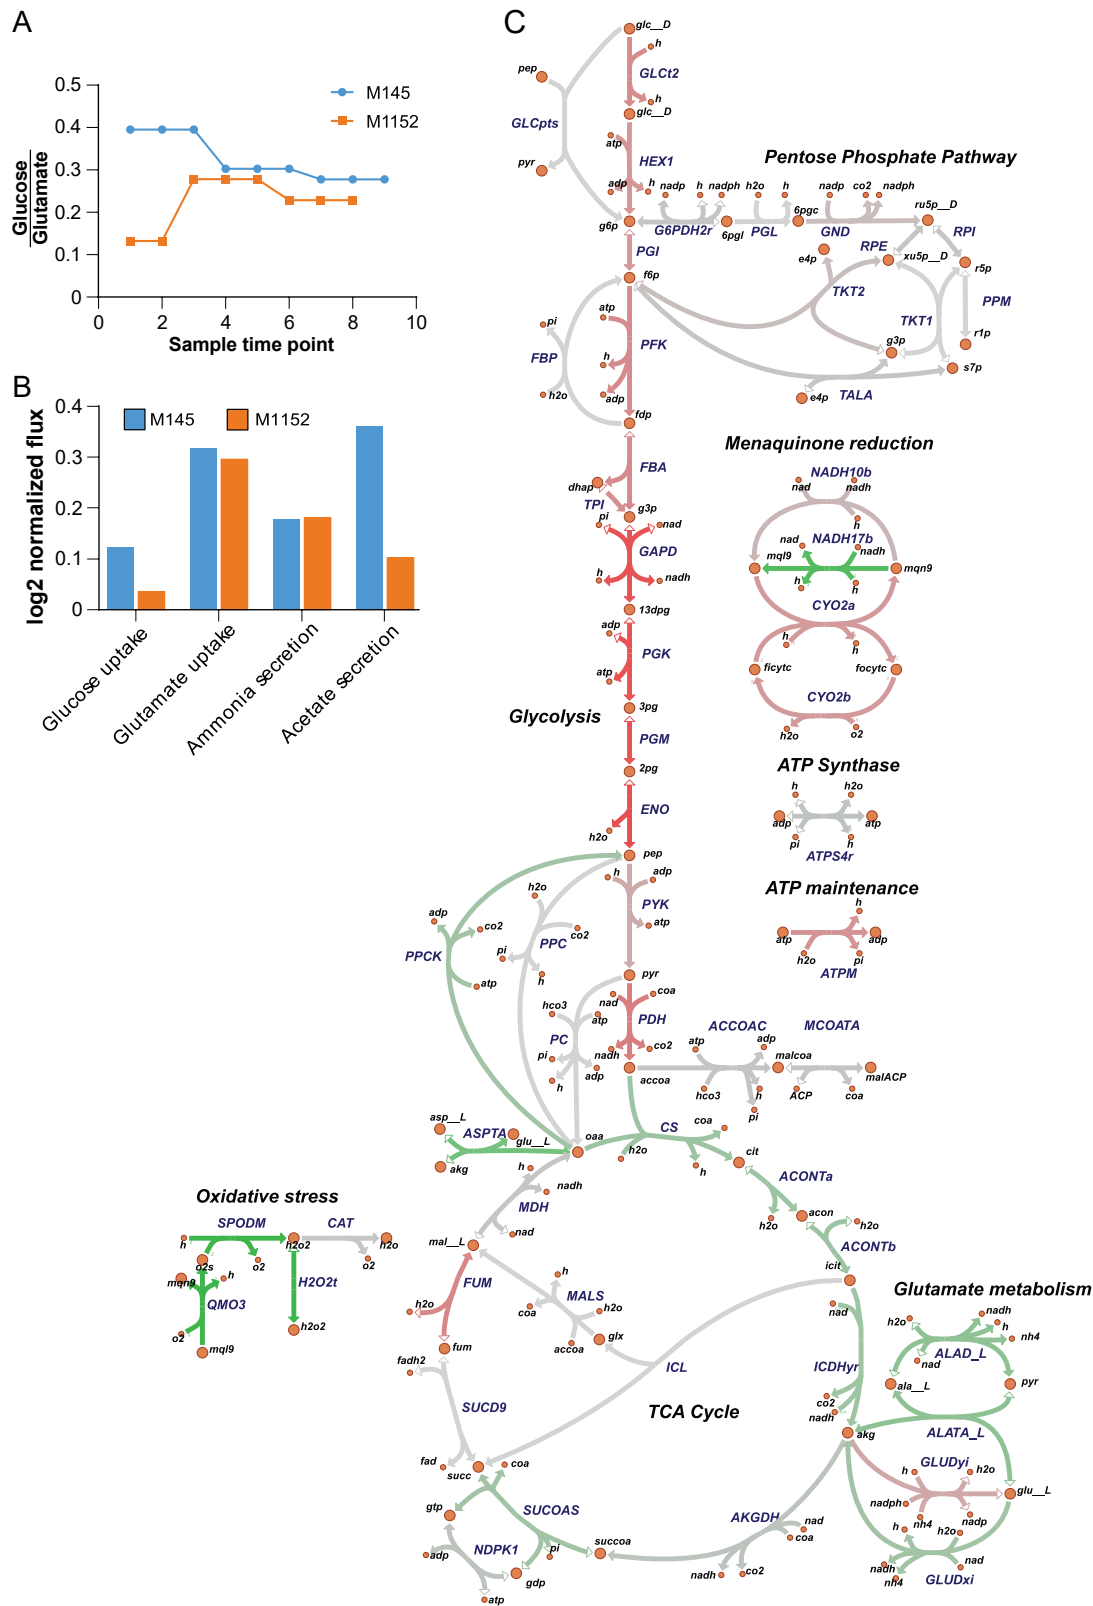 A
Glucose
Glutamate
0.5
0.4
0.3
0.2
0.1
0
0
2
4
6
8
10
Sample time point
M145
M1152
B
log2 normalized flux
0.4
0.3
0.2
0.1
0
M145
M1152
Glucose uptake
Glutamate uptake
Ammonia secretion
Acetate secretion
C
glc__D
h
GLCt2
h
glc__D
pep
GLCpts
pyr
atp
HEX1
adp
h
g6p
Pentose Phosphate Pathway
nadp
h
nadph
h2o
h
nadp
co2
nadph
G6PDH2r
6pgl
PGL
6pgc
GND
ru5p__D
RPE
RPI
xu5p__D
r5p
e4p
TKT2
TKT1
PPM
r1p
g3p
s7p
TALA
e4p
PGI
f6p
pi
FBP
h2o
atp
PFK
h
adp
fdp
FBA
dhap
TPI
g3p
pi
nad
GAPD
h
nadh
13dpg
adp
PGK
atp
3pg
Glycolysis
PGM
2pg
ENO
h2o
pep
Menaquinone reduction
NADH10b
nad
nadh
h
NADH17b
nad
nadh
mql9
mqn9
h
h
CYO2a
h
h
ficytc
focytc
CYO2b
h2o
o2
ATP Synthase
h
h2o
adp
atp
pi
h
ATPS4r
ATP maintenance
h
atp
adp
h2o
pi
ATPM
h
adp
PYK
atp
pyr
adp
co2
PPCK
atp
h2o
PPC
co2
pi
h
hco3
atp
PC
pi
adp
h
nad
coa
PDH
nadh
co2
accoa
ACCOAC
MCOATA
atp
adp
malcoa
malACP
hco3
h
pi
ACP
coa
asp__L
ASPTA
glu__L
akg
oaa
CS
coa
h2o
h
cit
ACONTa
h2o
acon
h2o
ACONTb
icit
h
nadh
MDH
nad
mal__L
FUM
h2o
fum
h
MALS
coa
h2o
accoa
glx
ICL
fadh2
SUCD9
fad
succ
TCA Cycle
nad
ICDHyr
co2
nadh
akg
Oxidative stress
SPODM
CAT
h
h2o2
h2o
o2s
o2
o2
mqn9
h
QMO3
H2O2t
o2
mql9
h2o2
Glutamate metabolism
h2o
nadh
h
nh4
ALAD_L
nad
ala__L
pyr
ALATA_L
GLUDyi
h
h2o
glu__L
nadph
nh4
nadp
h
h2o
nadh
nad
nh4
GLUDxi
coa
gtp
SUCOAS
NDPK1
adp
pi
gdp
atp
succoa
AKGDH
nad
coa
nadh
co2